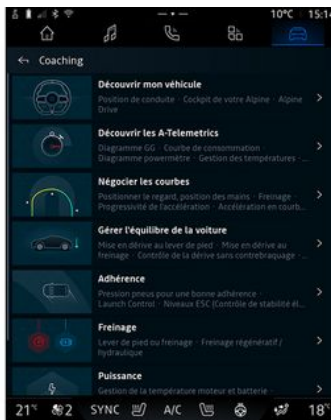 10°C 15:14
Coaching
Découvrir mon véhicule
Position de conduite · Cockpit de votre Alpine · Alpine
Drive
Découvrir les A-Telemetrics
Diagramme GG · Courbe de consommation ·
Diagramme powermètre · Gestion des températures · ...
Négocier les courbes
Positionner le regard, position des mains · Freinage ·
Progressivité de l'accélération · Accélération en courb...
Gérer l'équilibre de la voiture
Mise en dérive au lever de pied · Mise en dérive au
freinage · Contrôle de la dérive sans contrebraquage · ...
Adhérence
Pression pneus pour une bonne adhérence ·
Launch Control · Niveaux ESC (Contrôle de stabilité él...
Freinage
Lever de pied ou freinage · Freinage régénératif /
hydraulique
Puissance
Gestion de la température moteur et batterie ·
21°C 2 SYNC A/C 18°